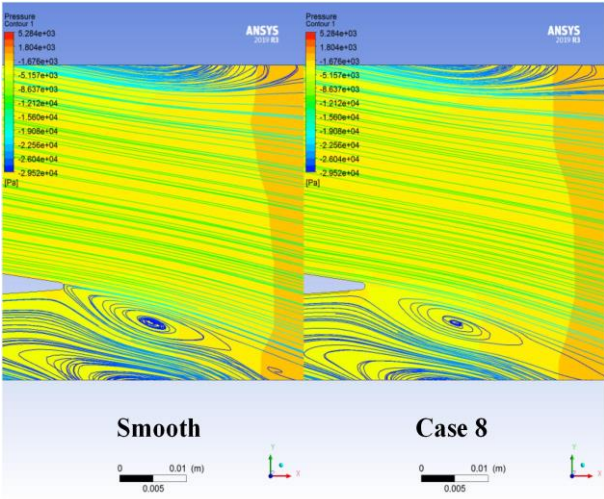 Pressure
Contour 1
5.284e+03
1.804e+03
-1.676e+03
-5.157e+03
-8.637e+03
-1.212e+04
-1.560e+04
-1.908e+04
-2.256e+04
-2.604e+04
-2.952e+04
[Pa]
ANSYS
2019 R3
Smooth
0 0.01 (m)
0.005
Y
X
Pressure
Contour 1
5.284e+03
1.804e+03
-1.676e+03
-5.157e+03
-8.637e+03
-1.212e+04
-1.560e+04
-1.908e+04
-2.256e+04
-2.604e+04
-2.952e+04
[Pa]
ANSYS
2019 R3
Case 8
0 0.01 (m)
0.005
Y
X